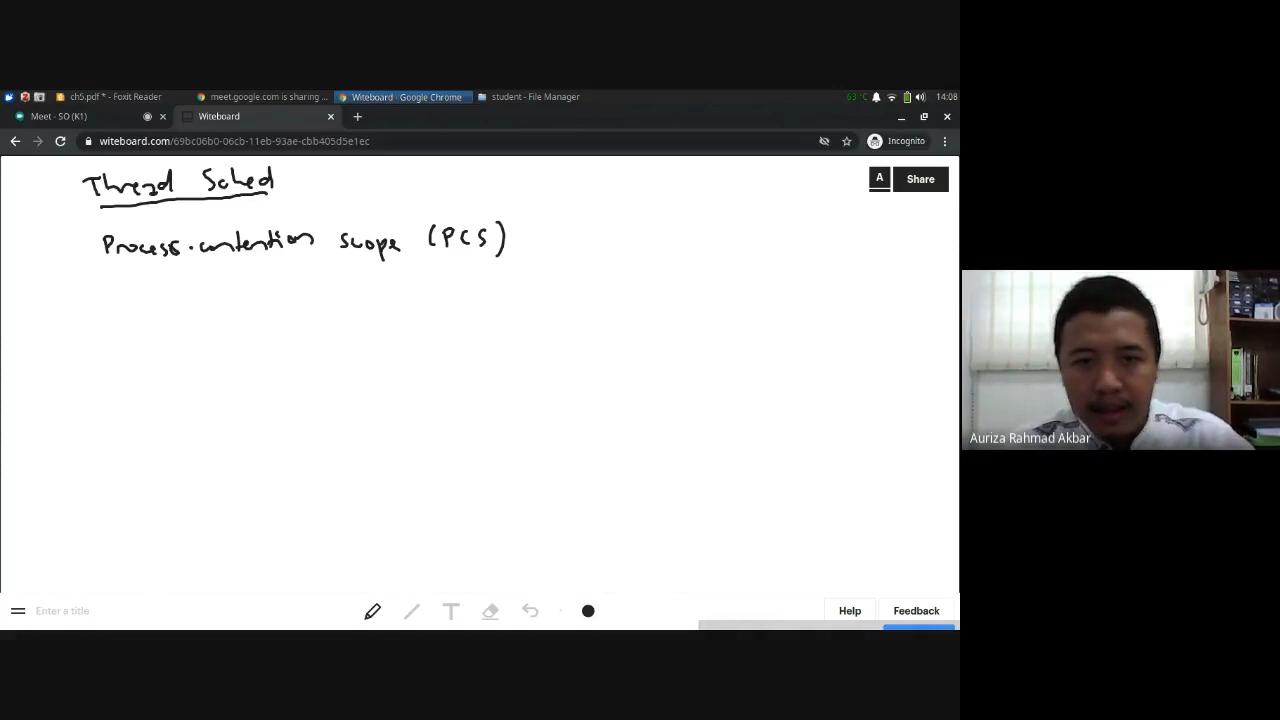 ch5.pdf * - Foxit Reader
meet.google.com is sharing ...
Witeboard - Google Chrome
student - File Manager
63°C
14:08
Meet - SO (K1)
Witeboard
witeboard.com/69bc06b0-06cb-11eb-93ae-cbb405d5e1ec
Incognito
Thread Sched
A
Share
Process-contention scope (PCS)
Auriza Rahmad Akbar
Enter a title
T
Help
Feedback